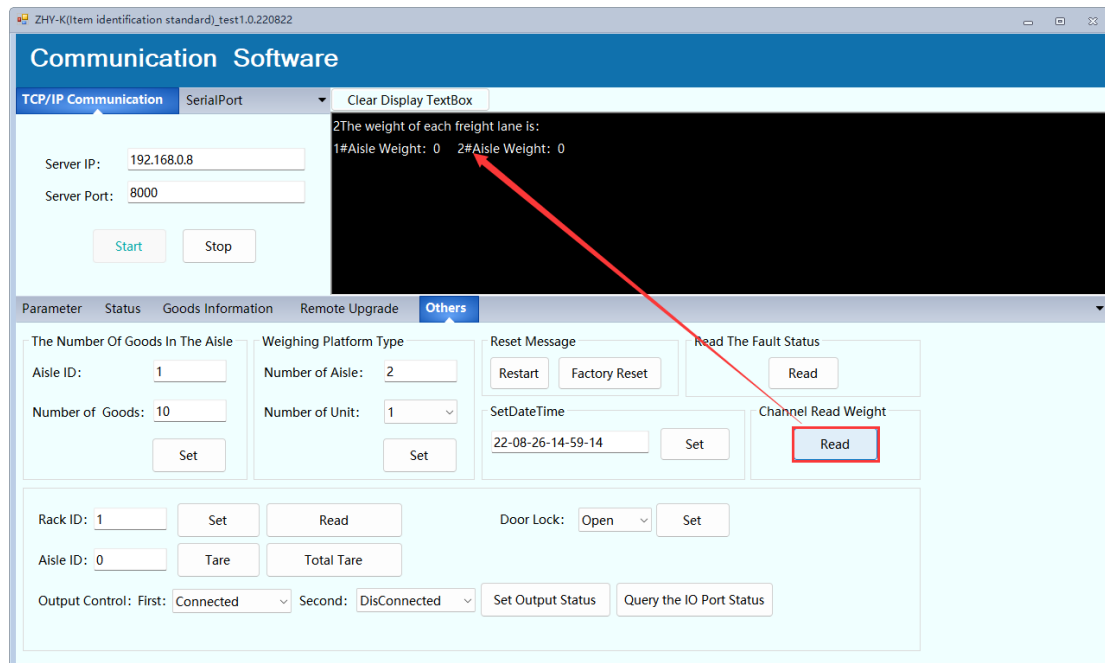 ZHY-K(Item identification standard)_test1.0.220822
Communication Software
TCP/IP Communication SerialPort
Clear Display TextBox
Server IP: 192.168.0.8
Server Port: 8000
Start Stop
2The weight of each freight lane is:
1#Aisle Weight: 0 2#Aisle Weight: 0
Parameter Status Goods Information Remote Upgrade Others
The Number Of Goods In The Aisle
Aisle ID: 1
Number of Goods: 10
Set
Weighing Platform Type
Number of Aisle: 2
Number of Unit: 1
Set
Reset Message
Restart Factory Reset
Read The Fault Status
Read
SetDateTime
22-08-26-14-59-14 Set
Channel Read Weight
Read
Rack ID: 1 Set Read Door Lock: Open Set
Aisle ID: 0 Tare Total Tare
Output Control: First: Connected Second: DisConnected Set Output Status Query the IO Port Status